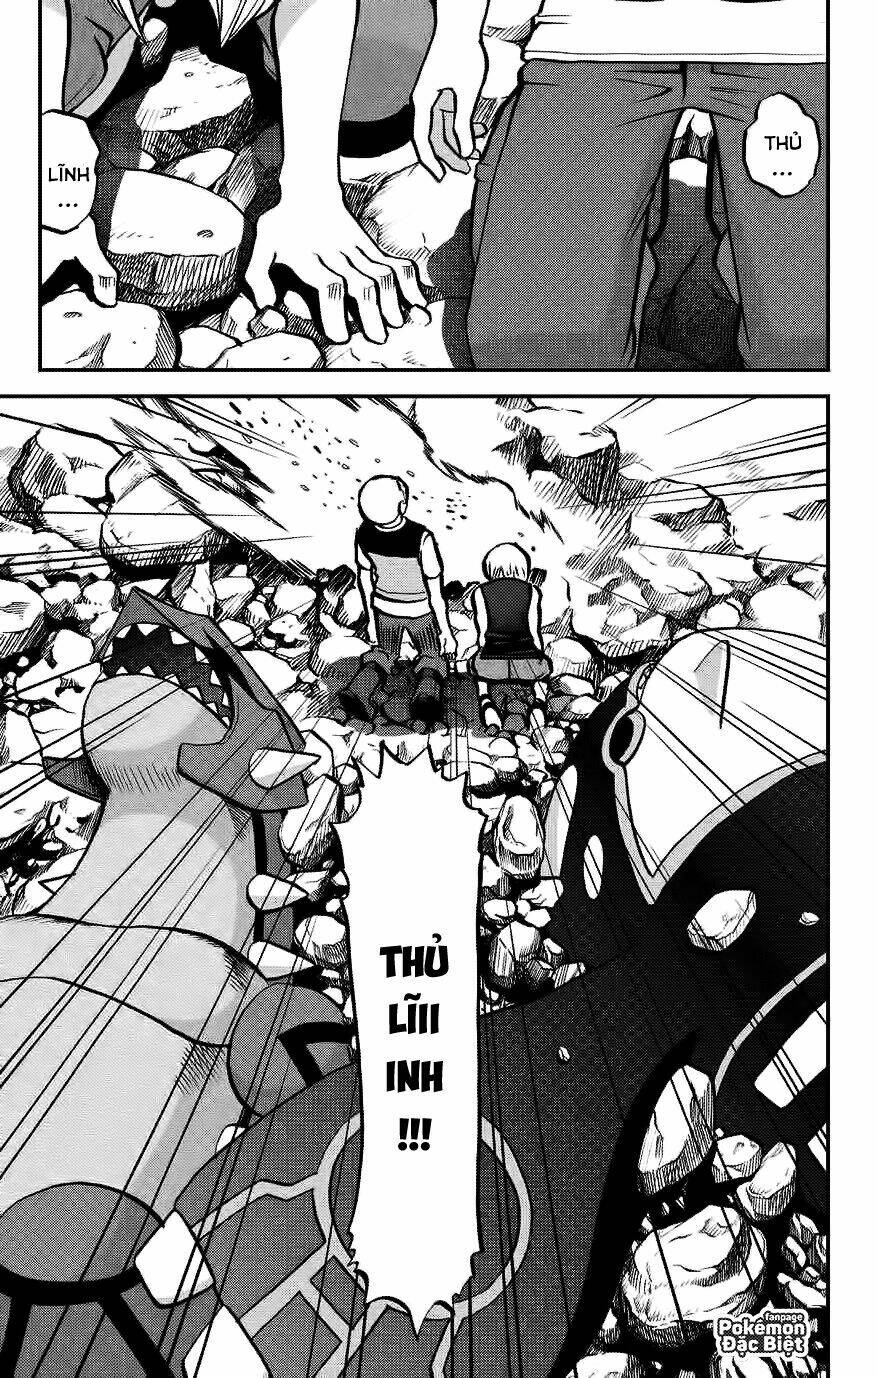 THỦ
...
LĨNH
...
THỦ
LĨII
INH
!!!
fanpage
Pokémon
Đặc Biệt